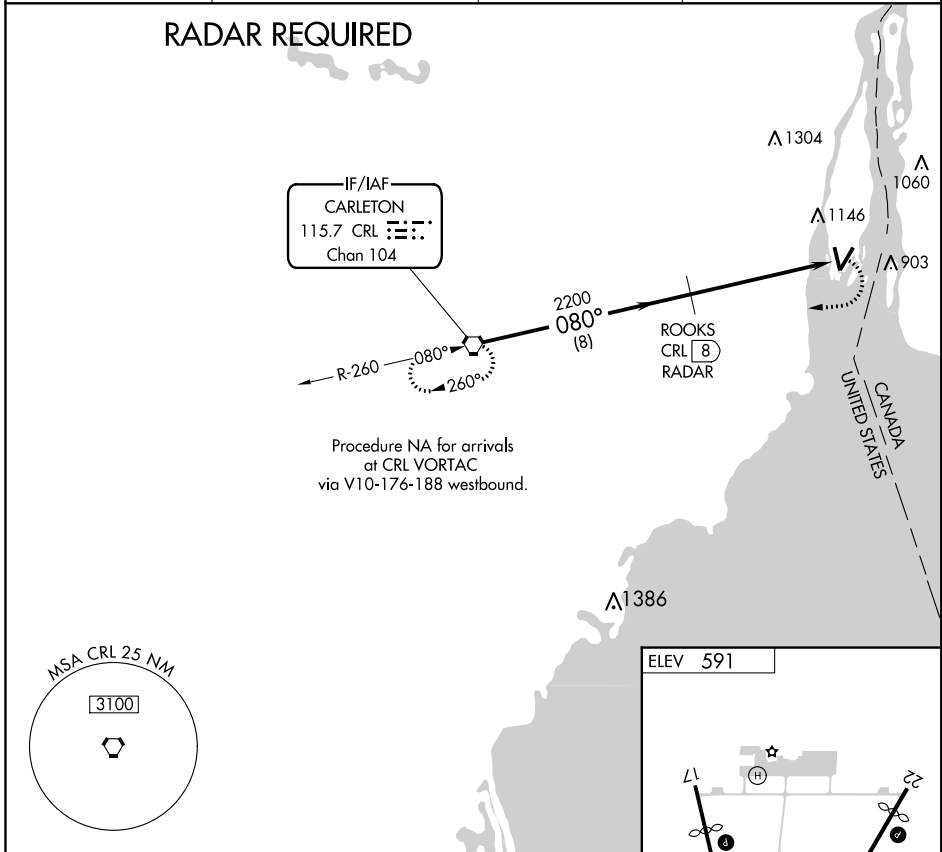 RADAR REQUIRED
1304
1060
IF/IAF
CARLETON
115.7 CRL
Chan 104
1146
903
2200
080°
(8)
ROOKS
CRL 8
RADAR
R-260
080°
260°
CANADA
UNITED STATES
Procedure NA for arrivals
at CRL VORTAC
via V10-176-188 westbound.
1386
MSA CRL 25 NM
3100
ELEV 591
H
17
22
P
P